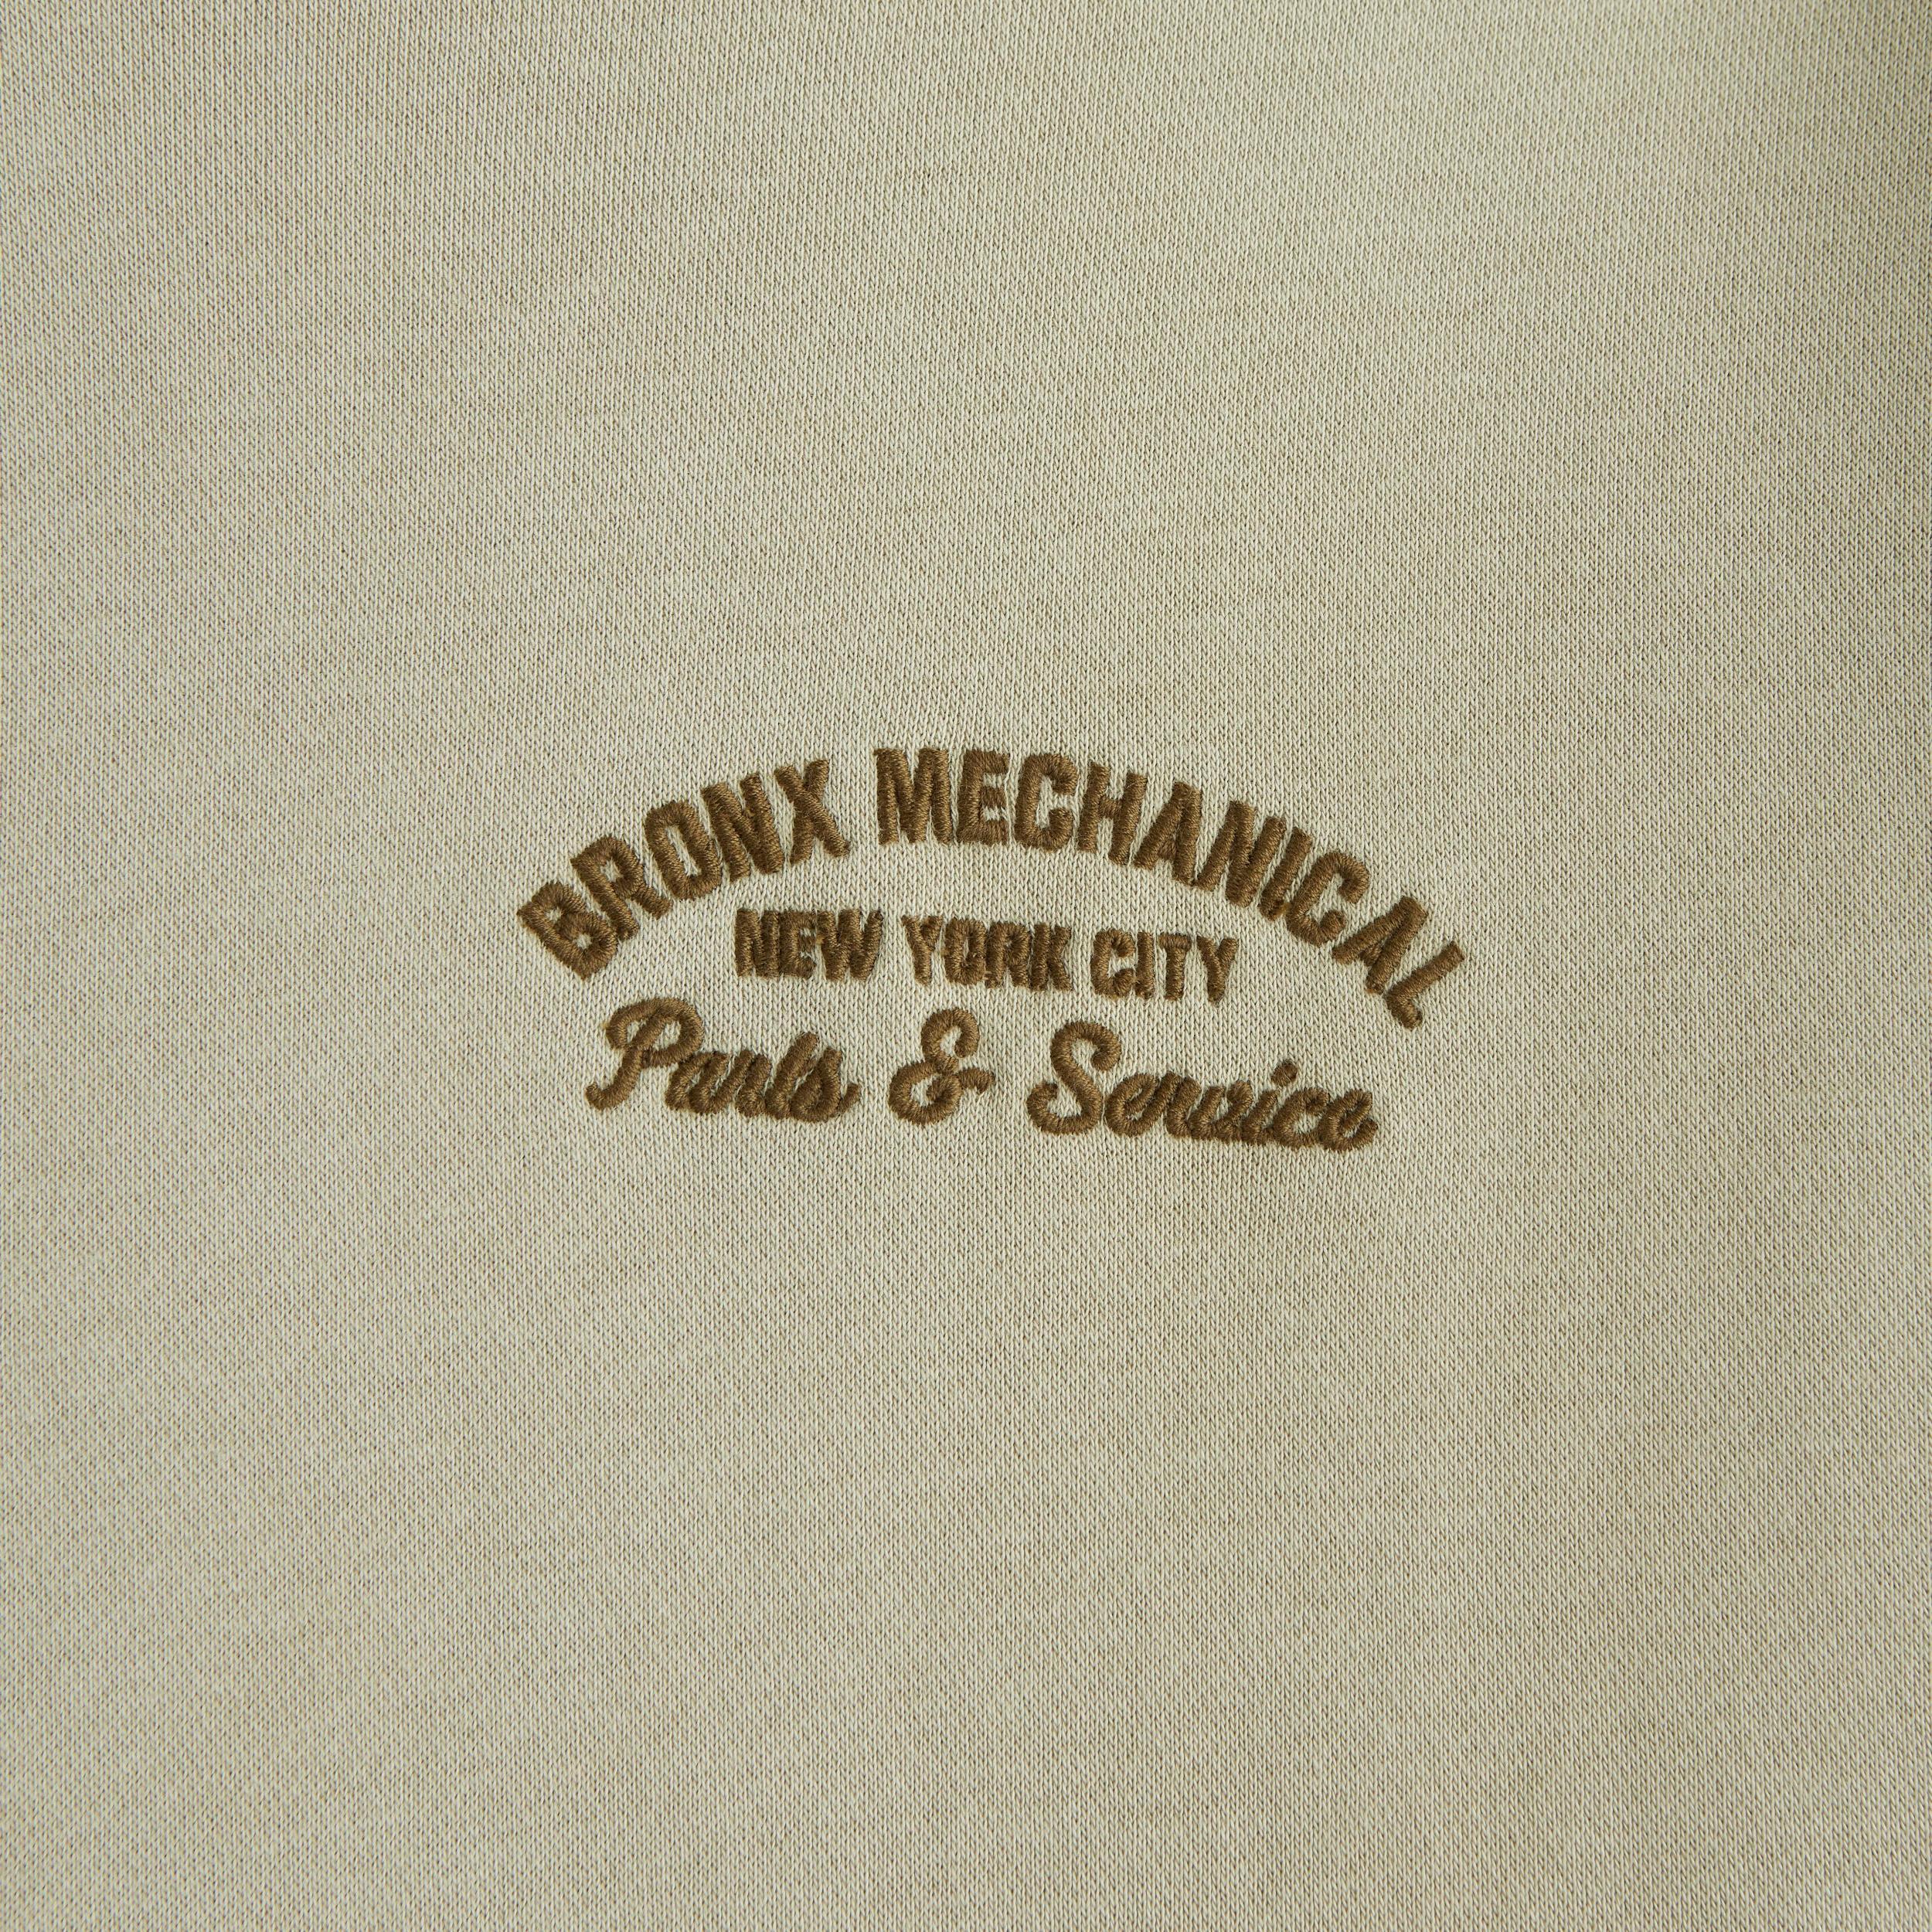 BRONX MECHANICAL
NEW YORK CITY
Parts & Service